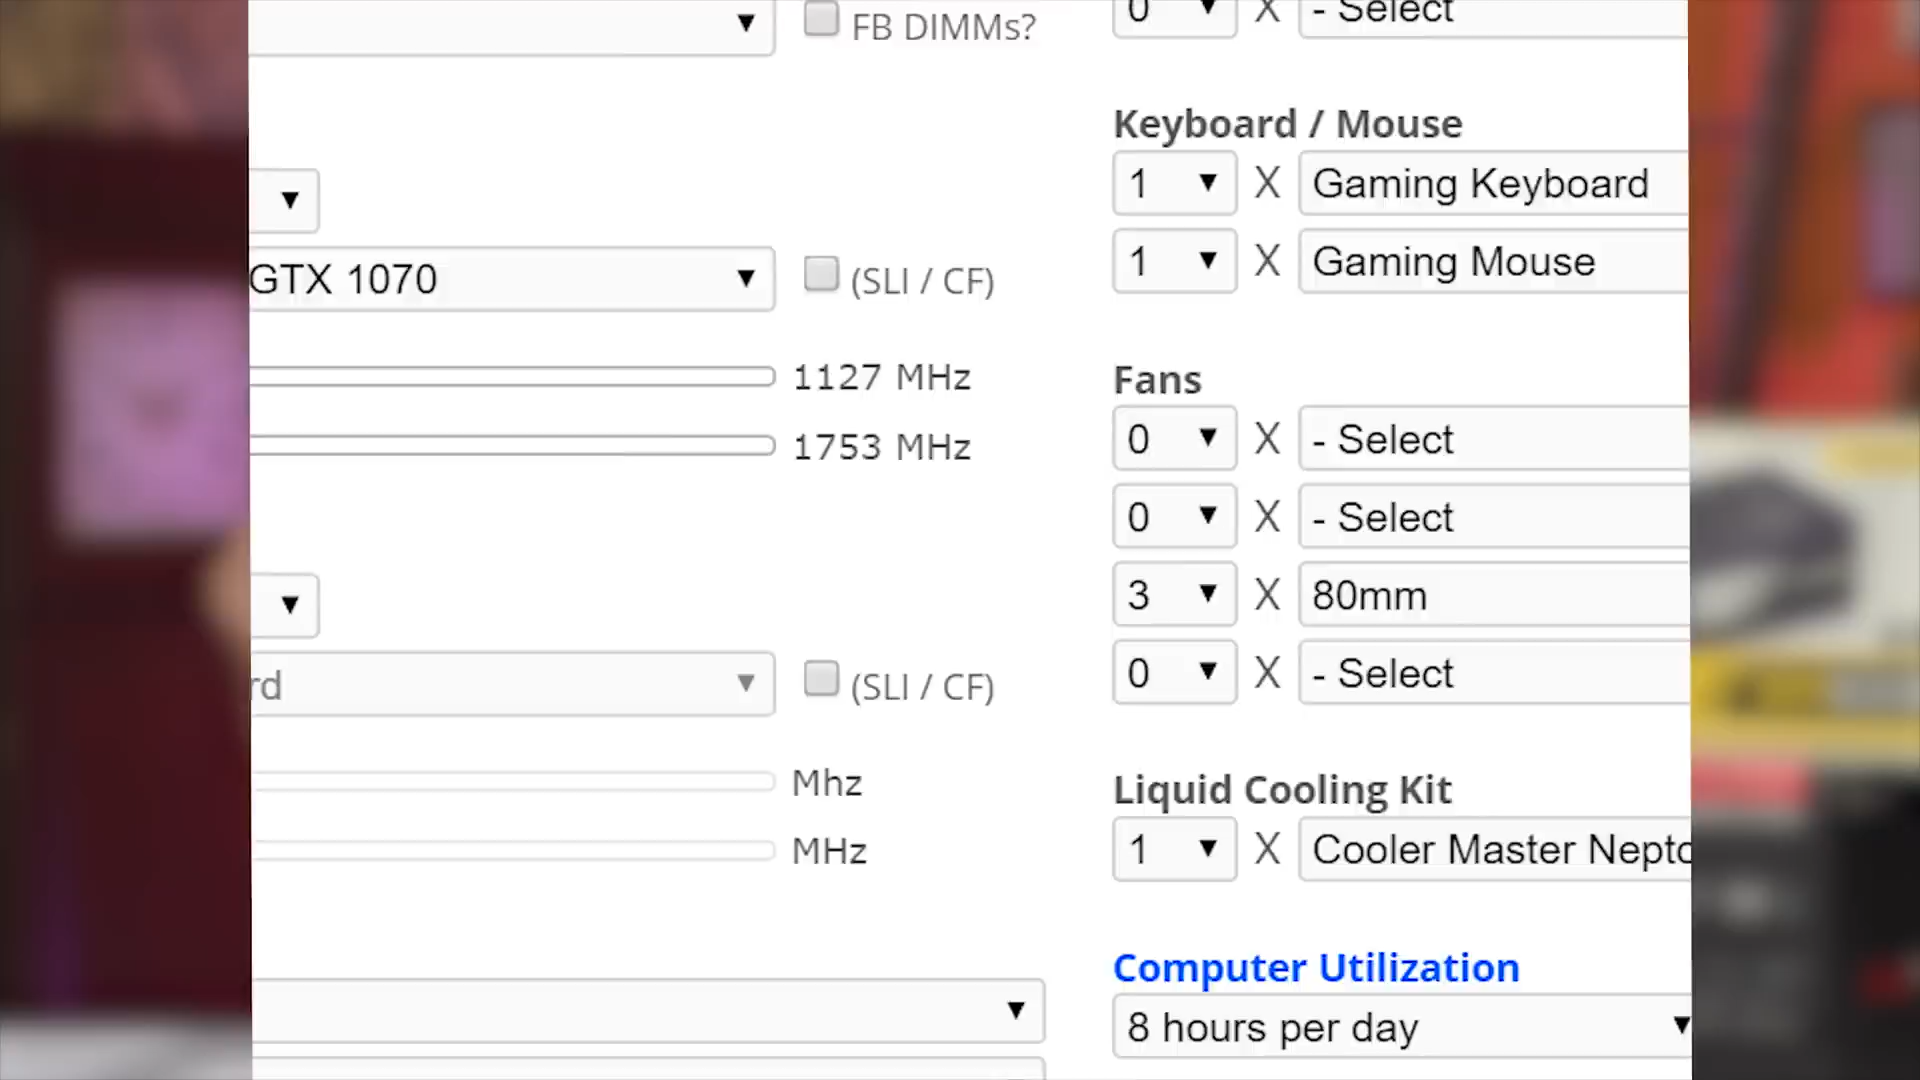 FB DIMMs?
GTX 1070
(SLI / CF)
1127 MHz
1753 MHz
(SLI / CF)
Mhz
MHz
0 X - Select
Keyboard / Mouse
1 X Gaming Keyboard
1 X Gaming Mouse
Fans
0 X - Select
0 X - Select
3 X 80mm
0 X - Select
Liquid Cooling Kit
1 X Cooler Master
Computer Utilization
8 hours per day